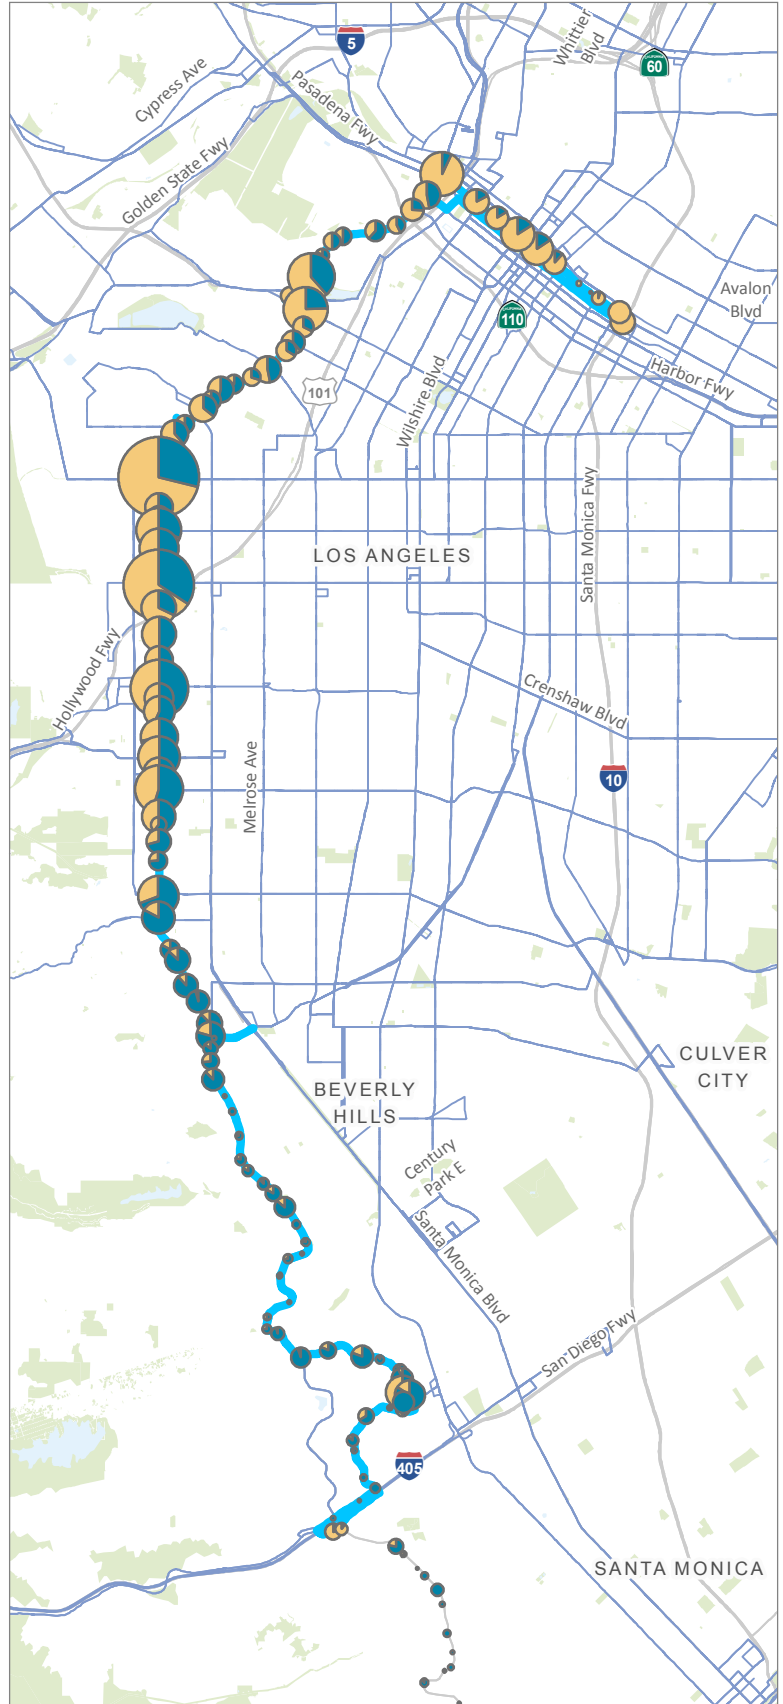 5
Whittier
Blvd
CALIFORNIA
60
Cypress Ave
Pasadena Fwy
Golden State Fwy
Avalon
Blvd
CALIFORNIA
110
Harbor Fwy
101
Wilshire Blvd
Santa Monica Fwy
LOS ANGELES
Hollywood Fwy
Crenshaw Blvd
Melrose Ave
10
CULVER
CITY
BEVERLY
HILLS
Century
Park E
Santa Monica Blvd
San Diego Fwy
405
SANTA MONICA